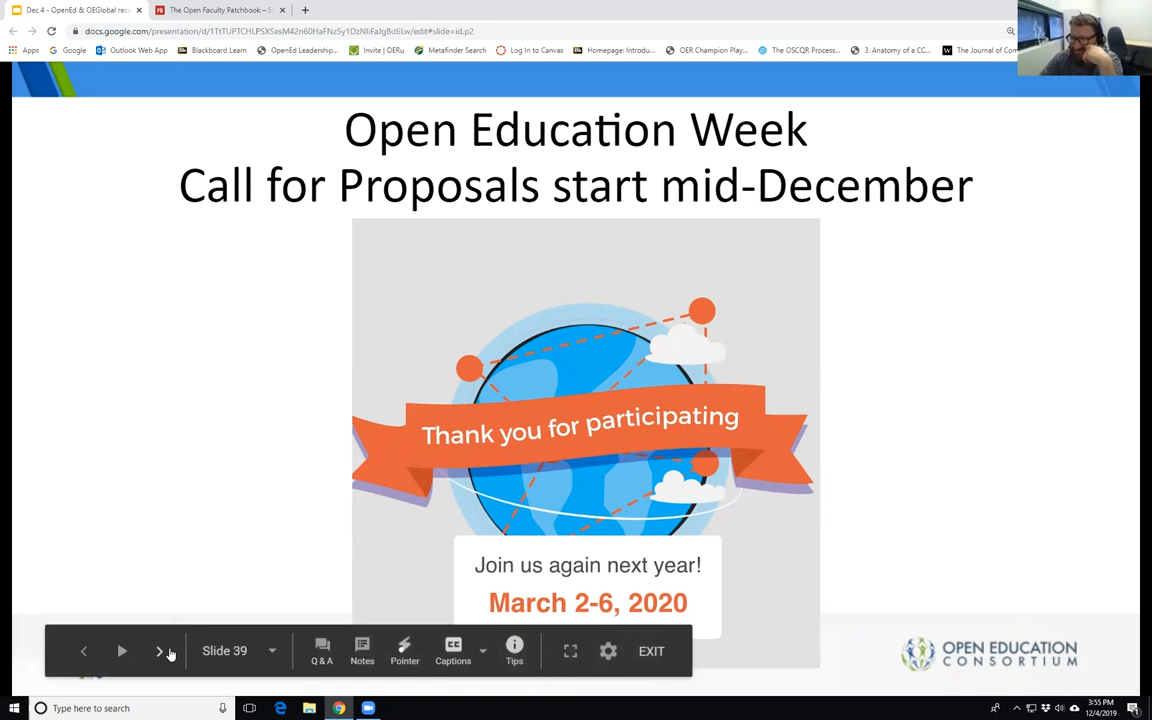 Dec.4 - OpenEd & OEGlobal rec
The Open Faculty Patchbook – S
docs.google.com/presentation/d/1TtTUPTCHLPSXSesM42n60HaFNz5y1DzNliFaJgBd6Lw/edit#slide=id.p2
Apps
Google
Outlook Web App
Blackboard Learn
OpenEd Leadership...
Invite | OERu
Metafinder Search
Log In to Canvas
Homepage: Introdu...
OER Champion Play...
The OSCQR Process...
3. Anatomy of a CC...
The Journal of Com
Open Education Week
Call for Proposals start mid-December
Thank you for participating
Join us again next year!
March 2-6, 2020
Slide 39
Q & A
Notes
Pointer
Captions
Tips
EXIT
OPEN EDUCATION
CONSORTIUM
Type here to search
3:55 PM
12/4/2019